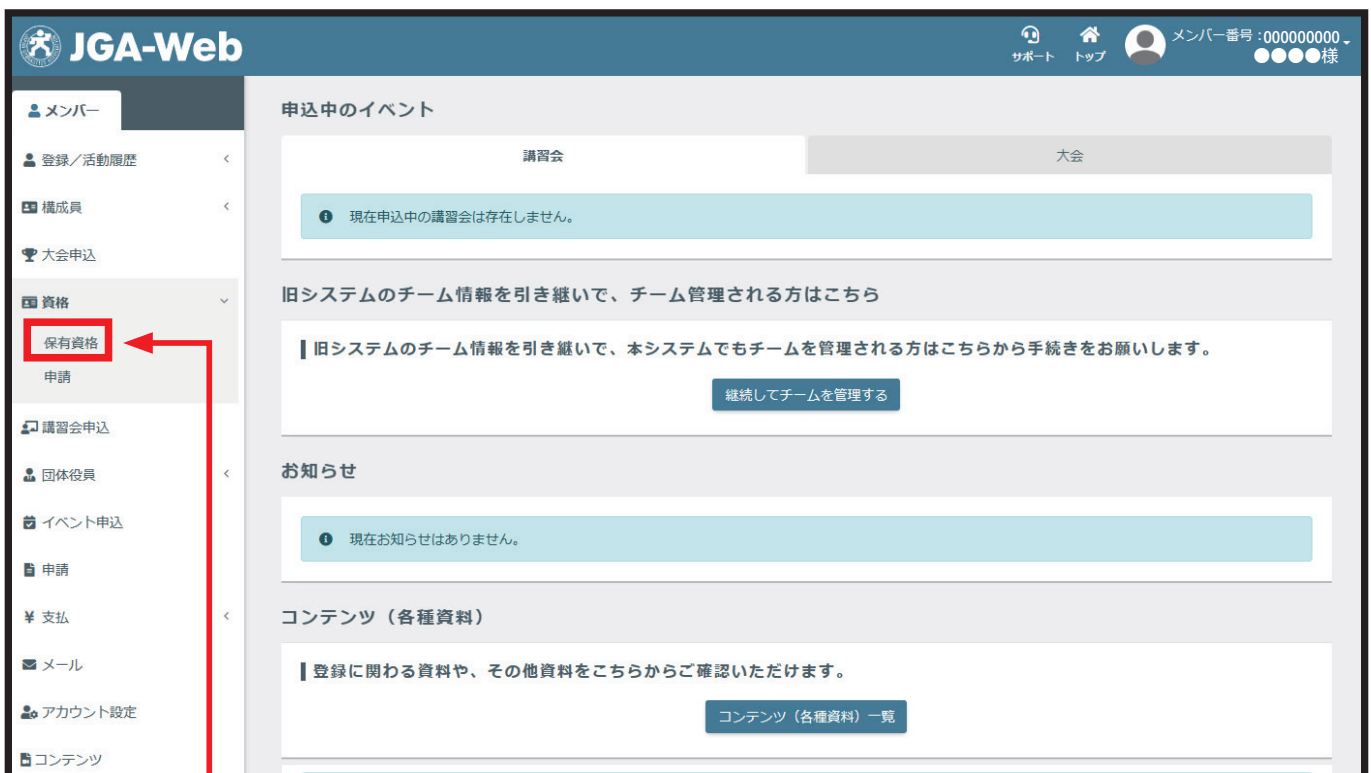 JGA-Web
サポート
トップ
メンバー番号:000000000
●●●●様
メンバー
登録/活動履歴
構成員
大会申込
資格
保有資格
申請
講習会申込
団体役員
イベント申込
申請
¥ 支払
メール
アカウント設定
コンテンツ
申込中のイベント
講習会
大会
現在申込中の講習会は存在しません。
旧システムのチーム情報を引き継いで、チーム管理される方はこちら
旧システムのチーム情報を引き継いで、本システムでもチームを管理される方はこちらから手続きをお願いします。
継続してチームを管理する
お知らせ
現在お知らせはありません。
コンテンツ(各種資料)
登録に関わる資料や、その他資料をこちらからご確認いただけます。
コンテンツ(各種資料)一覧